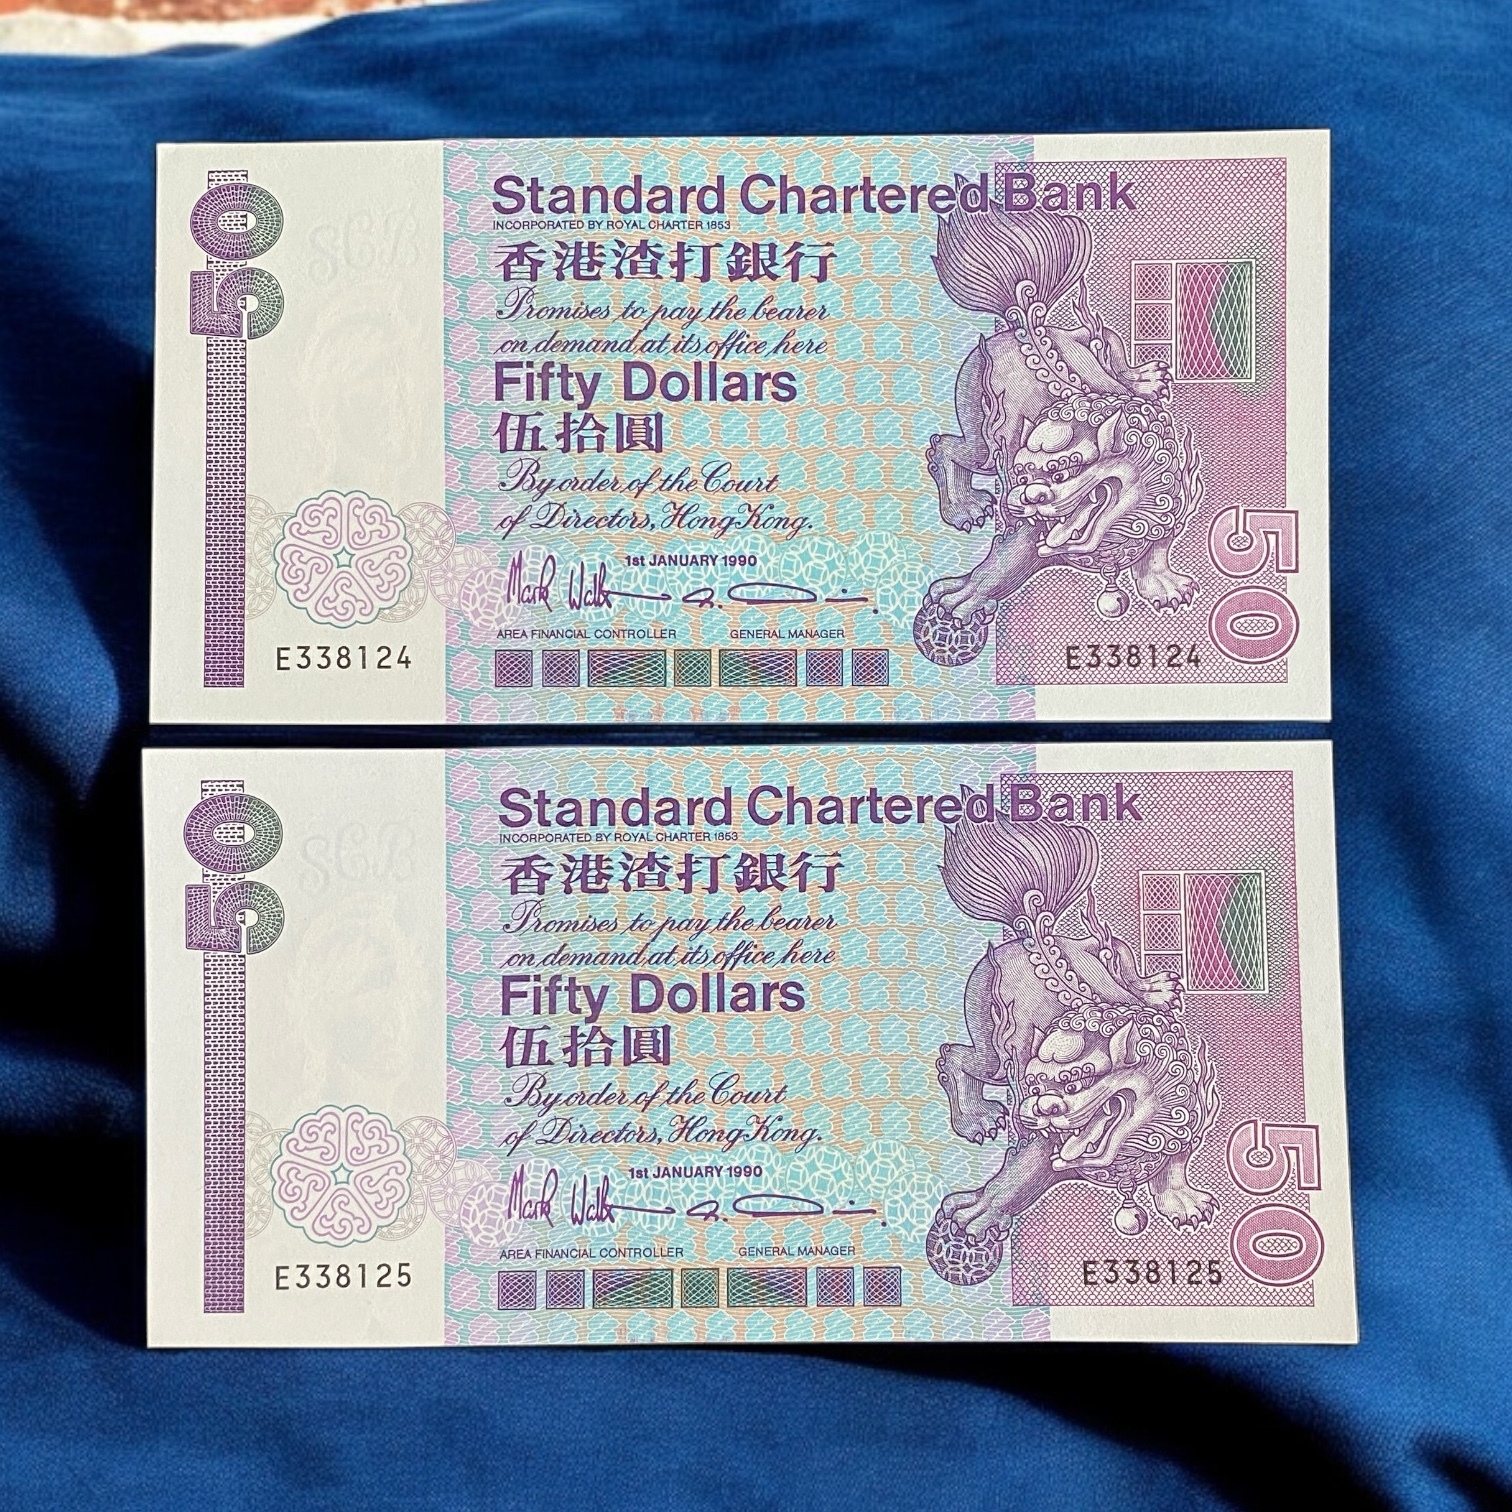 50
SCB
Standard Chartered Bank
INCORPORATED BY ROYAL CHARTER 1853
香港渣打銀行
Promises to pay the bearer
on demand at its office here
Fifty Dollars
伍拾圓
By order of the Court
of Directors, Hong Kong.
1st JANUARY 1990
AREA FINANCIAL CONTROLLER GENERAL MANAGER
E338124
E338124
50
50
SCB
Standard Chartered Bank
INCORPORATED BY ROYAL CHARTER 1853
香港渣打銀行
Promises to pay the bearer
on demand at its office here
Fifty Dollars
伍拾圓
By order of the Court
of Directors, Hong Kong.
1st JANUARY 1990
AREA FINANCIAL CONTROLLER GENERAL MANAGER
E338125
E338125
50